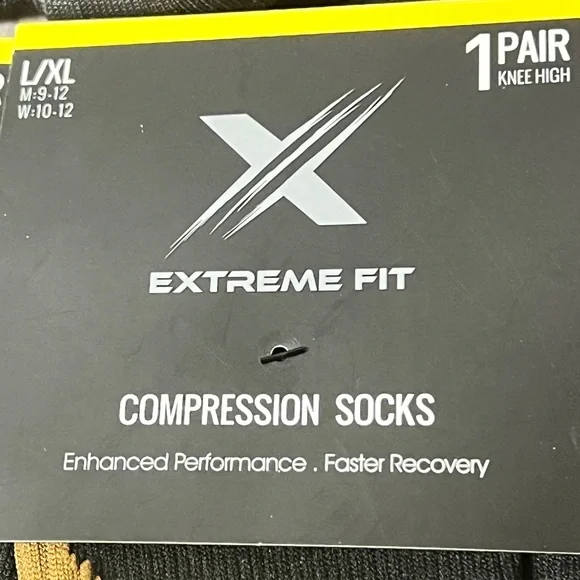 L/XL
M:9-12
W:10-12
1 PAIR
KNEE HIGH
X
EXTREME FIT
COMPRESSION SOCKS
Enhanced Performance . Faster Recovery